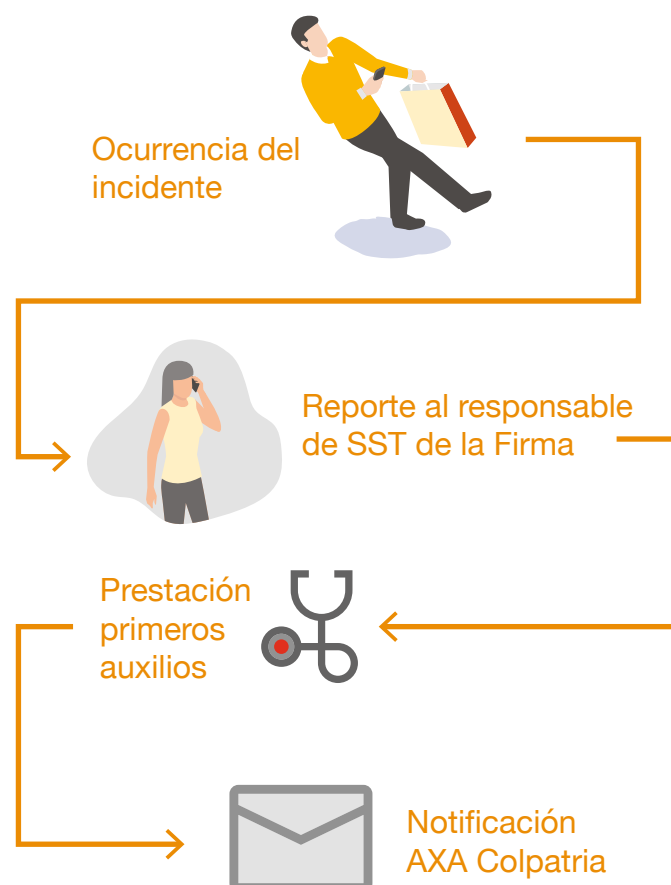 Ocurrencia del
incidente
Reporte al responsable
de SST de la Firma
Prestación
primeros
auxilios
Notificación
AXA Colpatria